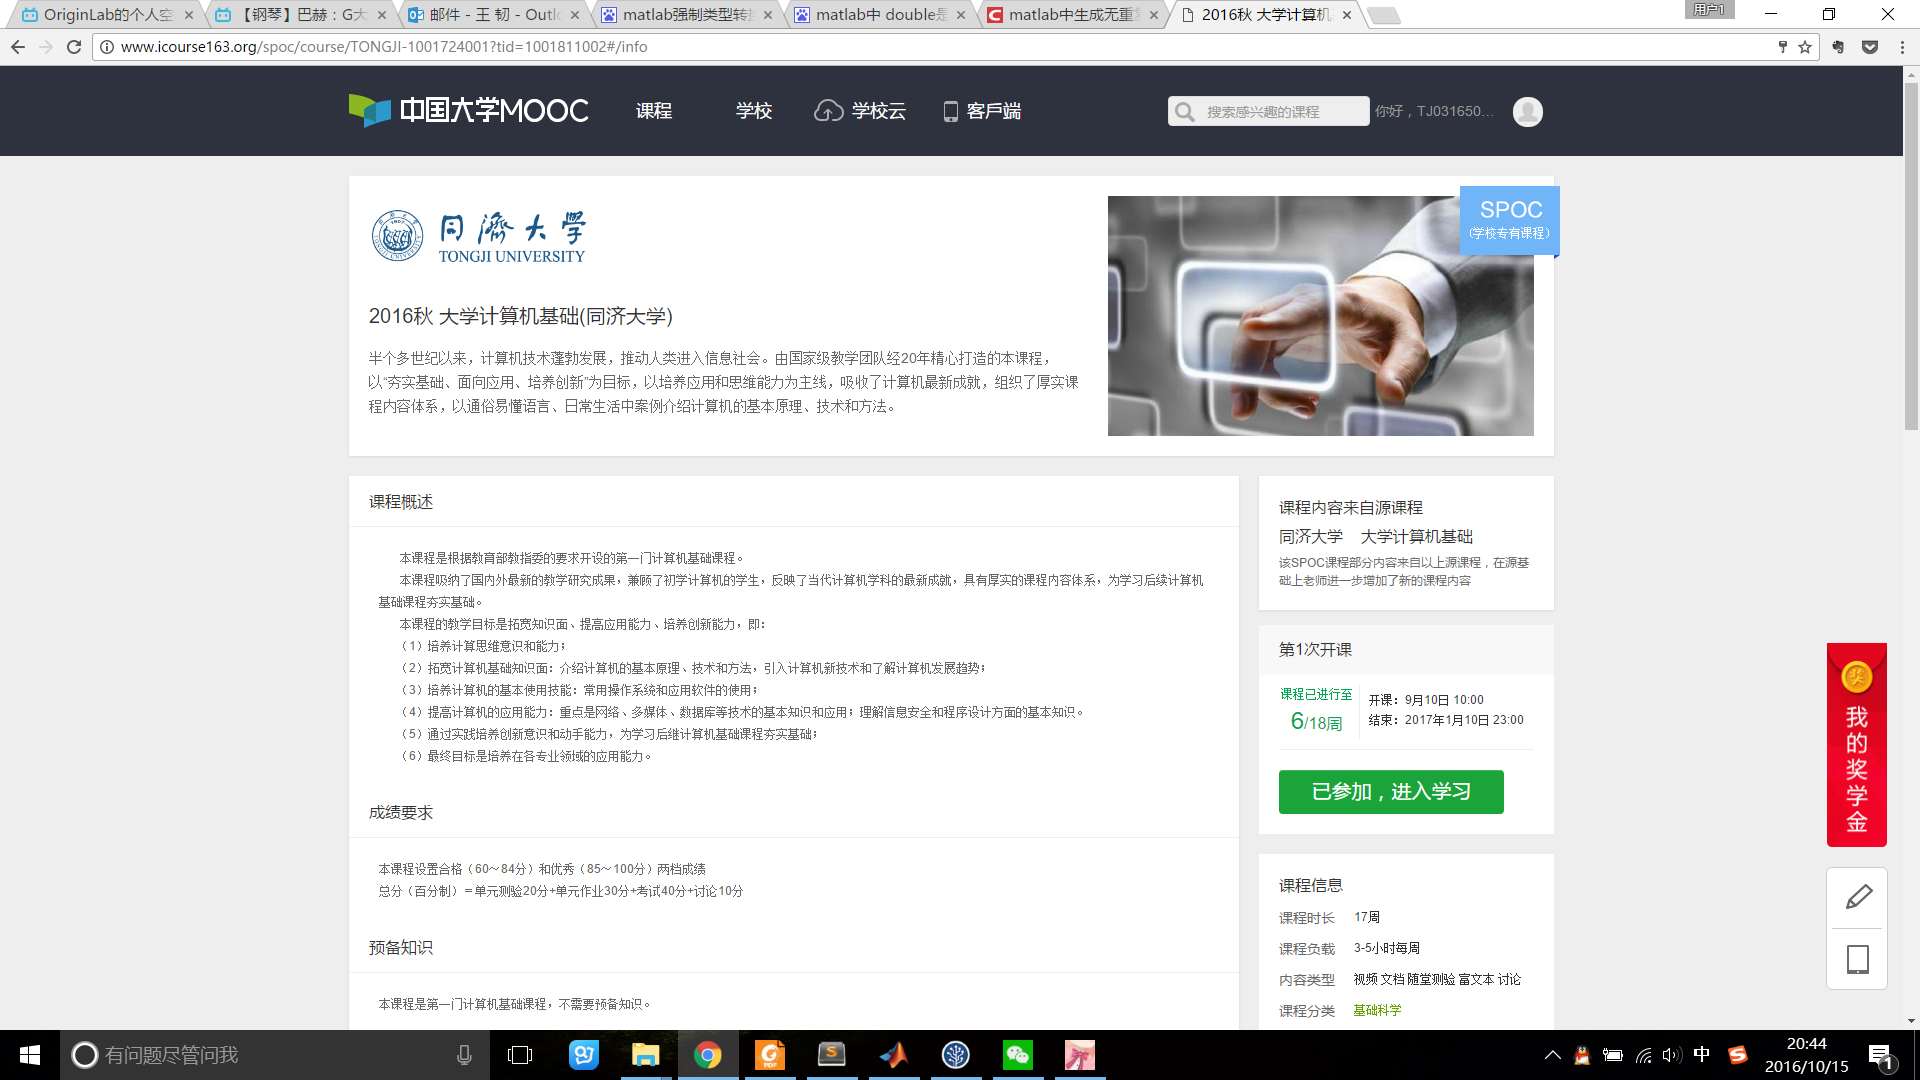 OriginLab的个人空
【钢琴】巴赫：G大
邮件 - 王 韧 - Outlo
matlab强制类型转
matlab中 double是
matlab中生成无重
2016秋 大学计算机
用户1
www.icourse163.org/spoc/course/TONGJI-1001724001?tid=1001811002#/info
中国大学MOOC
课程
学校
学校云
客戶端
搜索感兴趣的课程
你好，TJ031650...
同濟大学
TONGJI UNIVERSITY
SPOC
(学校专有课程)
2016秋 大学计算机基础(同济大学)
半个多世纪以来，计算机技术蓬勃发展，推动人类进入信息社会。由国家级教学团队经20年精心打造的本课程，
以“夯实基础、面向应用、培养创新”为目标，以培养应用和思维能力为主线，吸收了计算机最新成就，组织了厚实课
程内容体系，以通俗易懂语言、日常生活中案例介绍计算机的基本原理、技术和方法。
课程概述
本课程是根据教育部教指委的要求开设的第一门计算机基础课程。
本课程吸纳了国内外最新的教学研究成果，兼顾了初学计算机的学生，反映了当代计算机学科的最新成就，具有厚实的课程内容体系，为学习后续计算机
基础课程夯实基础。
本课程的教学目标是拓宽知识面、提高应用能力、培养创新能力，即：
（1）培养计算思维意识和能力；
（2）拓宽计算机基础知识面：介绍计算机的基本原理、技术和方法，引入计算机新技术和了解计算机发展趋势；
（3）培养计算机的基本使用技能：常用操作系统和应用软件的使用；
（4）提高计算机的应用能力：重点是网络、多媒体、数据库等技术的基本知识和应用；理解信息安全和程序设计方面的基本知识。
（5）通过实践培养创新意识和动手能力，为学习后继计算机基础课程夯实基础；
（6）最终目标是培养在各专业领域的应用能力。
成绩要求
本课程设置合格（60～84分）和优秀（85～100分）两档成绩
总分（百分制）＝单元测验20分+单元作业30分+考试40分+讨论10分
预备知识
本课程是第一门计算机基础课程，不需要预备知识。
课程内容来自源课程
同济大学 大学计算机基础
该SPOC课程部分内容来自以上源课程，在源基
础上老师进一步增加了新的课程内容
第1次开课
课程已进行至
6/18周
开课：9月10日 10:00
结束：2017年1月10日 23:00
已参加，进入学习
课程信息
课程时长 17周
课程负载 3-5小时每周
内容类型 视频 文档 随堂测验 富文本 讨论
课程分类 基础科学
奖
我的奖学金
有问题尽管问我
中
20:44
2016/10/15
1